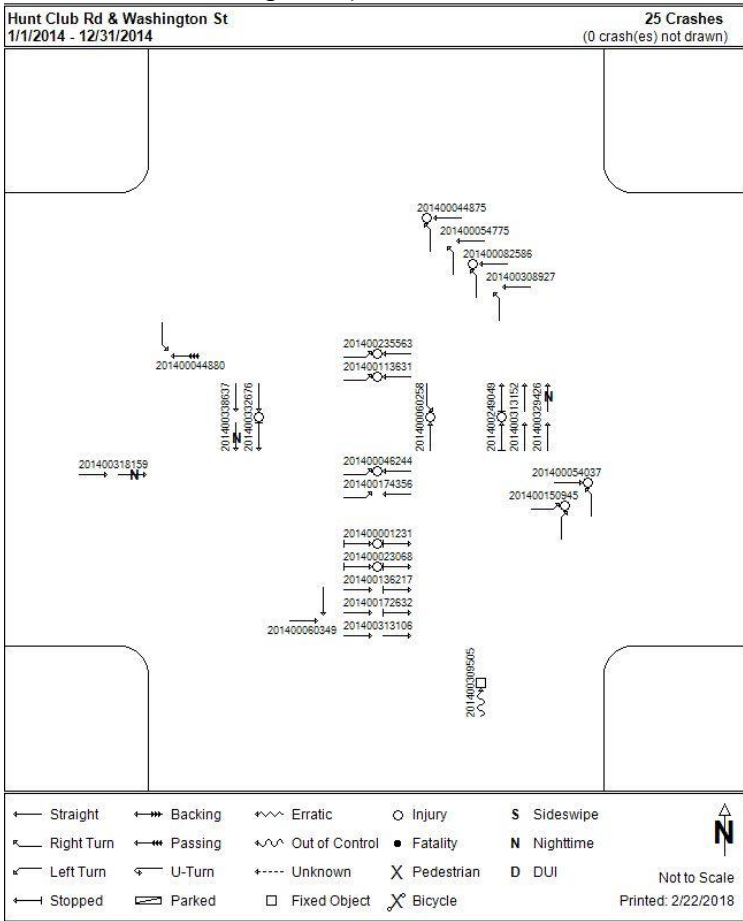 Hunt Club Rd & Washington St
25 Crashes
1/1/2014 - 12/31/2014
(0 crash(es) not drawn)
201400044875
201400054775
201400082586
201400308927
201400044880
201400235563
201400113631
201400338637
201400332676
N
201400060258
201400249049
201400313152
201400329426
N
201400318159
N
201400046244
201400174356
201400054037
201400150945
201400001231
201400023068
201400136217
201400172632
201400313106
201400060349
201400309505
Straight
Backing
Erratic
Injury
S Sideswipe
Right Turn
Passing
Out of Control
Fatality
N Nighttime
Left Turn
U-Turn
Unknown
Pedestrian
D DUI
Stopped
Parked
Fixed Object
Bicycle
N
Not to Scale
Printed: 2/22/2018